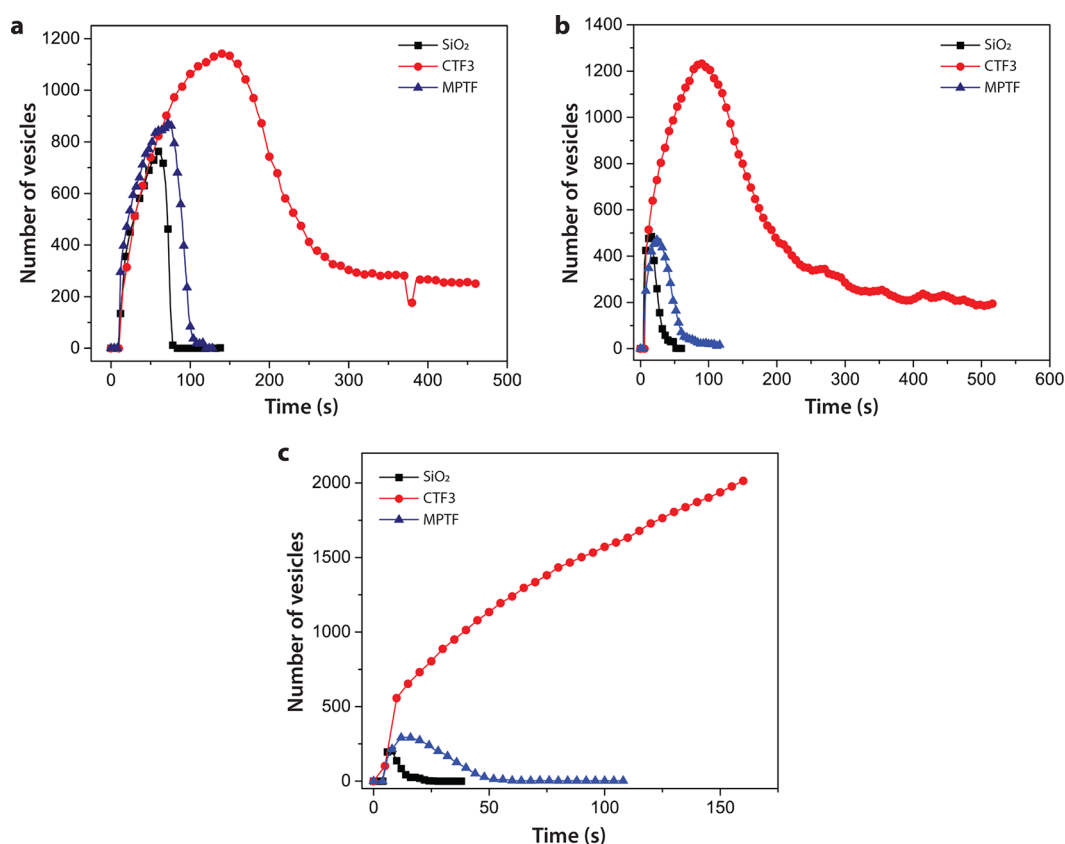 a
1200
1000
800
600
400
200
0
Number of vesicles
SiO₂
CTF3
MPTF
0 100 200 300 400 500
Time (s)
b
1400
1200
1000
800
600
400
200
0
Number of vesicles
SiO₂
CTF3
MPTF
0 100 200 300 400 500 600
Time (s)
c
2000
1500
1000
500
0
Number of vesicles
SiO₂
CTF3
MPTF
0 50 100 150
Time (s)